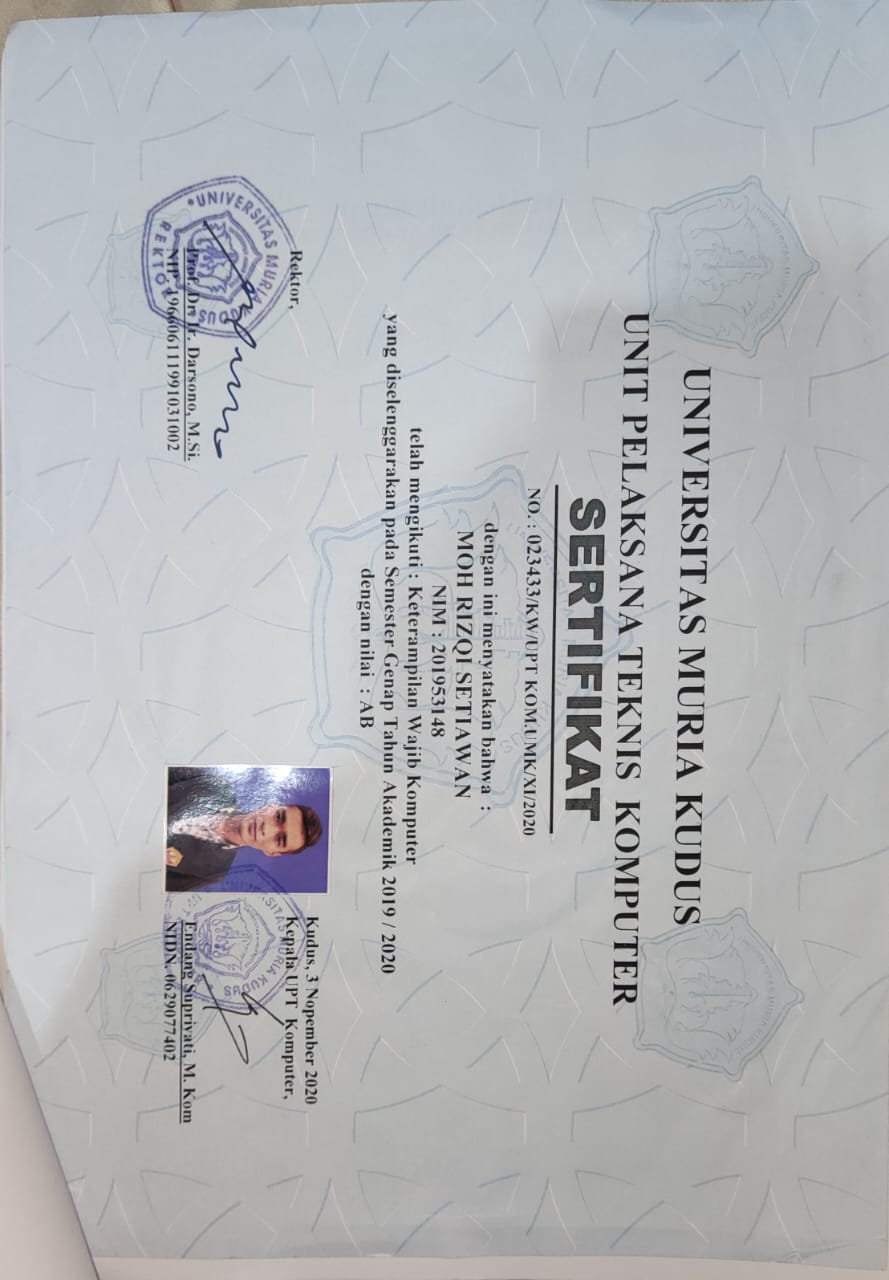 UNIVERSITAS MURIA KUDUS
UNIT PELAKSANA TEKNIS KOMPUTER
SERTIFIKAT
NO. : 023433/KW/UPT KOM.UMK/XI/2020
dengan ini menyatakan bahwa :
MOH RIZQI SETIAWAN
NIM : 201953148
telah mengikuti : Keterampilan Wajib Komputer
yang diselenggarakan pada Semester Genap Tahun Akademik 2019 / 2020
dengan nilai : AB
Rektor,
UNIVERSITAS MURIA KUDUS
REKTOR
Prof. Dr. Ir. Darsono, M.Si.
NIP. 196606111991031002
Kudus, 3 Nopember 2020
Kepala UPT Komputer,
Endang Supriyati, M. Kom
NIDN. 0629077402